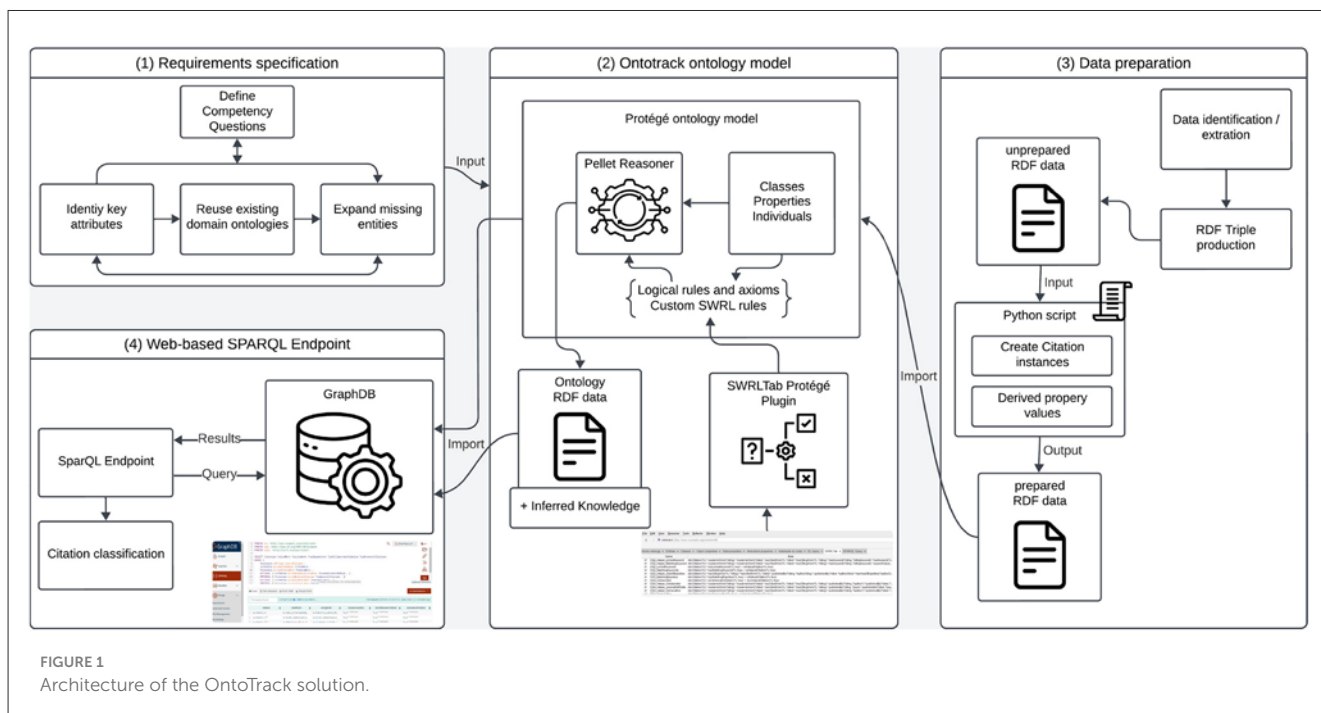 (1) Requirements specification
Define
Competency
Questions
Identiy key
attributes
Reuse existing
domain ontologies
Expand missing
entities
Input
(2) Ontotrack ontology model
Protégé ontology model
Pellet Reasoner
Classes
Properties
Individuals
Logical rules and axioms
Custom SWRL rules
Ontology
RDF data
+ Inferred Knowledge
SWRLTab Protégé
Plugin
?
(3) Data preparation
Data identification /
extration
unprepared
RDF data
RDF Triple
production
Input
Python script
Create Citation
instances
Derived propery
values
Output
prepared
RDF data
Import
(4) Web-based SPARQL Endpoint
GraphDB
Results
Query
Import
SparQL Endpoint
Citation classification
GraphDB
FIGURE 1
Architecture of the OntoTrack solution.